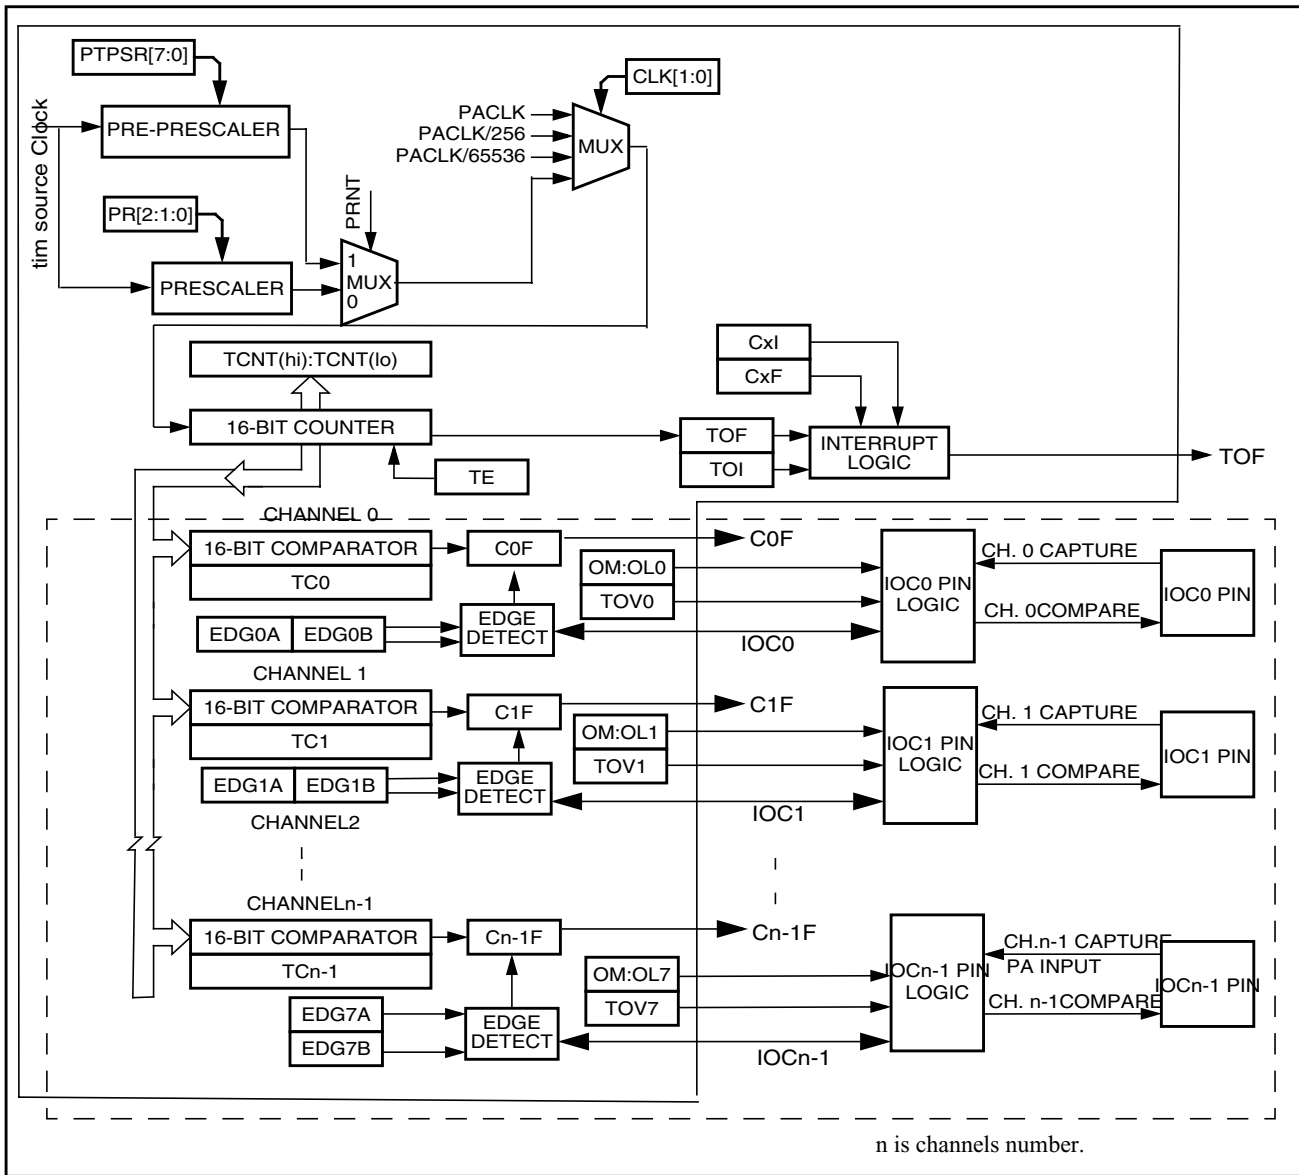 PTPSR[7:0]
CLK[1:0]
tim source Clock
PRE-PRESCALER
PACLK
PACLK/256
PACLK/65536
MUX
PR[2:1:0]
PRNT
PRESCALER
1
MUX
0
TCNT(hi):TCNT(lo)
CxI
CxF
16-BIT COUNTER
TOF
TOI
INTERRUPT
LOGIC
TOF
TE
CHANNEL 0
16-BIT COMPARATOR
TC0
C0F
C0F
OM:OL0
TOV0
IOC0 PIN
LOGIC
CH. 0 CAPTURE
CH. 0COMPARE
IOC0 PIN
EDG0A
EDG0B
EDGE
DETECT
IOC0
CHANNEL 1
16-BIT COMPARATOR
TC1
C1F
C1F
OM:OL1
TOV1
IOC1 PIN
LOGIC
CH. 1 CAPTURE
CH. 1 COMPARE
IOC1 PIN
EDG1A
EDG1B
EDGE
DETECT
IOC1
CHANNEL2
CHANNELn-1
16-BIT COMPARATOR
TCn-1
Cn-1F
Cn-1F
OM:OL7
TOV7
IOCn-1 PIN
LOGIC
CH.n-1 CAPTURE
PA INPUT
CH. n-1COMPARE
IOCn-1 PIN
EDG7A
EDG7B
EDGE
DETECT
IOCn-1
n is channels number.